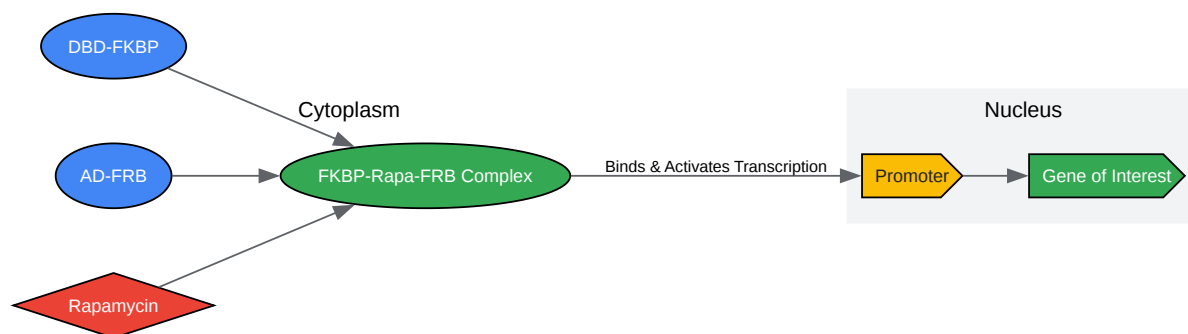 DBD-FKBP
Cytoplasm
Nucleus
AD-FRB
FKBP-Rapa-FRB Complex
Binds & Activates Transcription
Promoter
Gene of Interest
Rapamycin